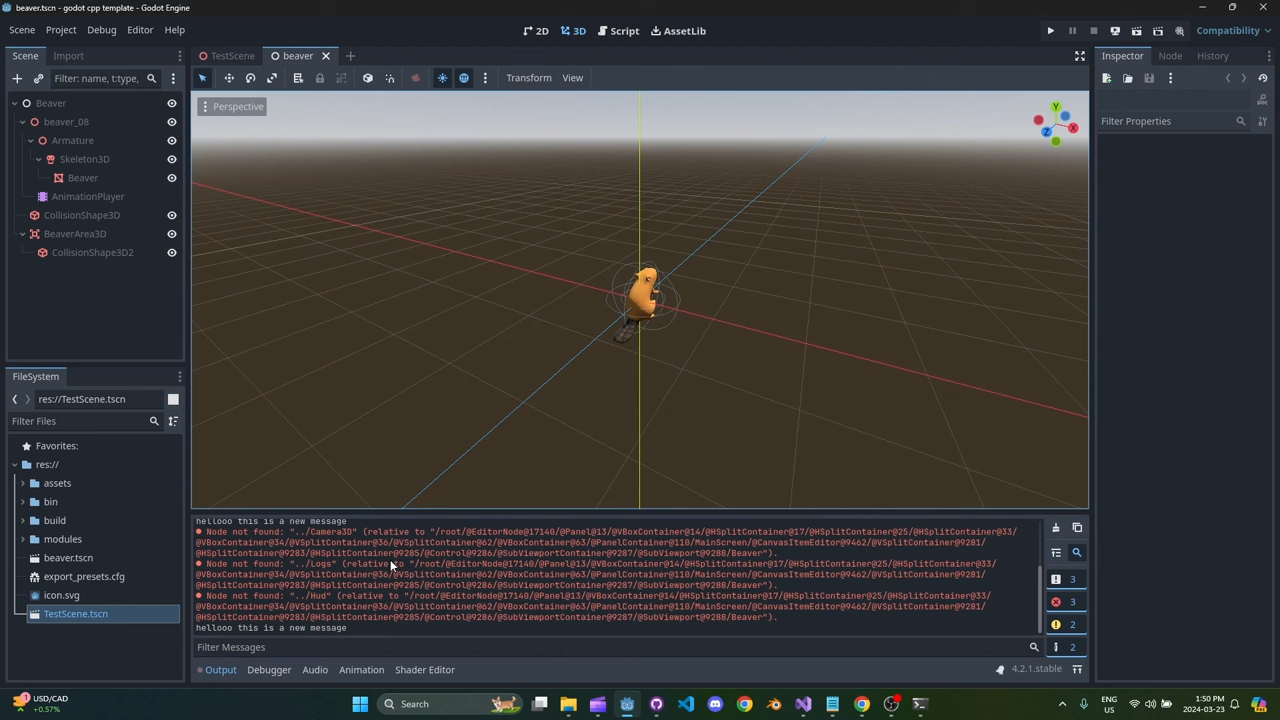 beaver.tscn - godot cpp template - Godot Engine
Scene Project Debug Editor Help
2D 3D Script AssetLib
Compatibility
Scene Import
Filter: name, t:type,
Beaver
beaver_08
Armature
Skeleton3D
Beaver
AnimationPlayer
CollisionShape3D
BeaverArea3D
CollisionShape3D2
FileSystem
res://TestScene.tscn
Filter Files
Favorites:
res://
assets
bin
build
modules
beaver.tscn
export_presets.cfg
icon.svg
TestScene.tscn
TestScene beaver
Transform View
Perspective
Y
X
Z
hellooo this is a new message
Node not found: "../Camera3D" (relative to "/root/@EditorNode@17140/@Panel@13/@VBoxContainer@14/@HSplitContainer@17/@HSplitContainer@25/@HSplitContainer@33/
@VBoxContainer@34/@VSplitContainer@36/@VSplitContainer@62/@VBoxContainer@63/@PanelContainer@110/MainScreen/@CanvasItemEditor@9462/@VSplitContainer@9281/
@HSplitContainer@9283/@HSplitContainer@9285/@Control@9286/@SubViewportContainer@9287/@SubViewport@9288/Beaver").
Node not found: "../Logs" (relative to "/root/@EditorNode@17140/@Panel@13/@VBoxContainer@14/@HSplitContainer@17/@HSplitContainer@25/@HSplitContainer@33/
@VBoxContainer@34/@VSplitContainer@36/@VSplitContainer@62/@VBoxContainer@63/@PanelContainer@110/MainScreen/@CanvasItemEditor@9462/@VSplitContainer@9281/
@HSplitContainer@9283/@HSplitContainer@9285/@Control@9286/@SubViewportContainer@9287/@SubViewport@9288/Beaver").
Node not found: "../Hud" (relative to "/root/@EditorNode@17140/@Panel@13/@VBoxContainer@14/@HSplitContainer@17/@HSplitContainer@25/@HSplitContainer@33/
@VBoxContainer@34/@VSplitContainer@36/@VSplitContainer@62/@VBoxContainer@63/@PanelContainer@110/MainScreen/@CanvasItemEditor@9462/@VSplitContainer@9281/
@HSplitContainer@9283/@HSplitContainer@9285/@Control@9286/@SubViewportContainer@9287/@SubViewport@9288/Beaver").
hellooo this is a new message
3
3
2
2
Filter Messages
Output Debugger Audio Animation Shader Editor
4.2.1.stable
Inspector Node History
Filter Properties
USD/CAD
+0.57%
Search
ENG
US
1:50 PM
2024-03-23